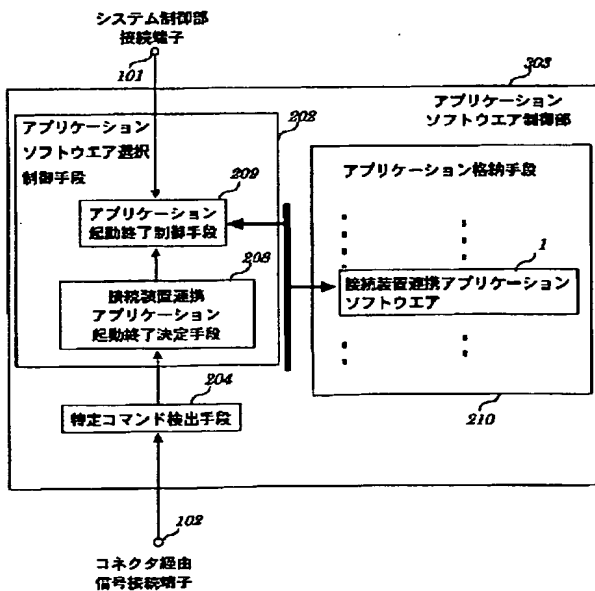 システム制御部
接続端子
101
303
アプリケーション
ソフトウエア制御部
202
アプリケーション
ソフトウエア選択
制御手段
209
アプリケーション
起動終了制御手段
208
接続装置連携
アプリケーション
起動終了決定手段
アプリケーション格納手段
1
接続装置連携アプリケーション
ソフトウエア
210
204
特定コマンド検出手段
102
コネクタ経由
信号接続端子